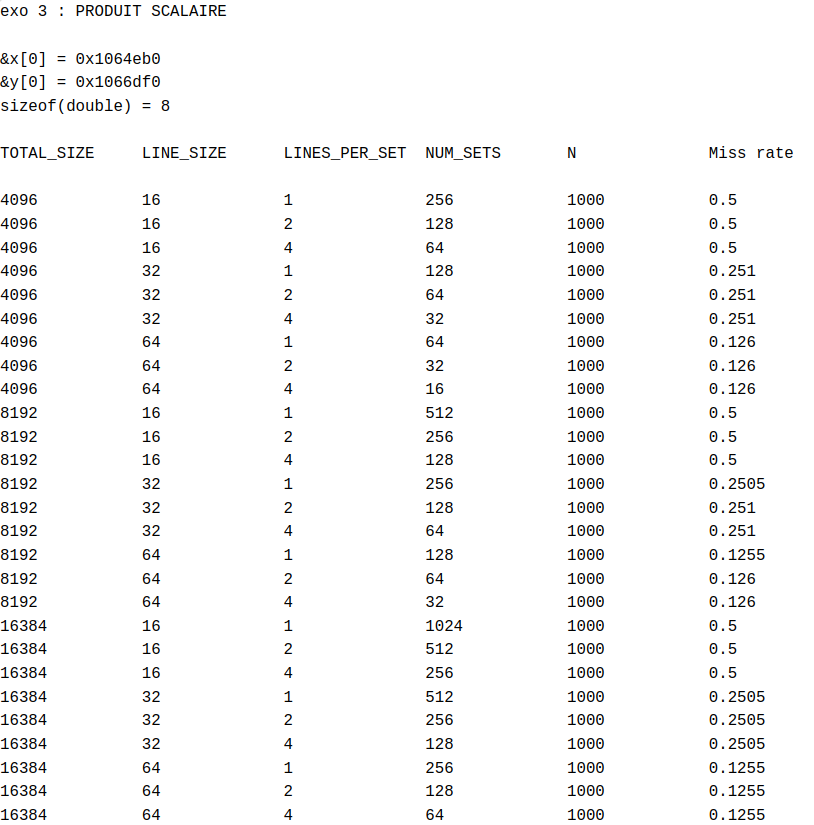 exo 3 : PRODUIT SCALAIRE
&x[0] = 0x1064eb0
&y[0] = 0x1066df0
sizeof(double) = 8
TOTAL_SIZE LINE_SIZE LINES_PER_SET NUM_SETS N Miss rate
4096 16 1 256 1000 0.5
4096 16 2 128 1000 0.5
4096 16 4 64 1000 0.5
4096 32 1 128 1000 0.251
4096 32 2 64 1000 0.251
4096 32 4 32 1000 0.251
4096 64 1 64 1000 0.126
4096 64 2 32 1000 0.126
4096 64 4 16 1000 0.126
8192 16 1 512 1000 0.5
8192 16 2 256 1000 0.5
8192 16 4 128 1000 0.5
8192 32 1 256 1000 0.2505
8192 32 2 128 1000 0.251
8192 32 4 64 1000 0.251
8192 64 1 128 1000 0.1255
8192 64 2 64 1000 0.126
8192 64 4 32 1000 0.126
16384 16 1 1024 1000 0.5
16384 16 2 512 1000 0.5
16384 16 4 256 1000 0.5
16384 32 1 512 1000 0.2505
16384 32 2 256 1000 0.2505
16384 32 4 128 1000 0.2505
16384 64 1 256 1000 0.1255
16384 64 2 128 1000 0.1255
16384 64 4 64 1000 0.1255